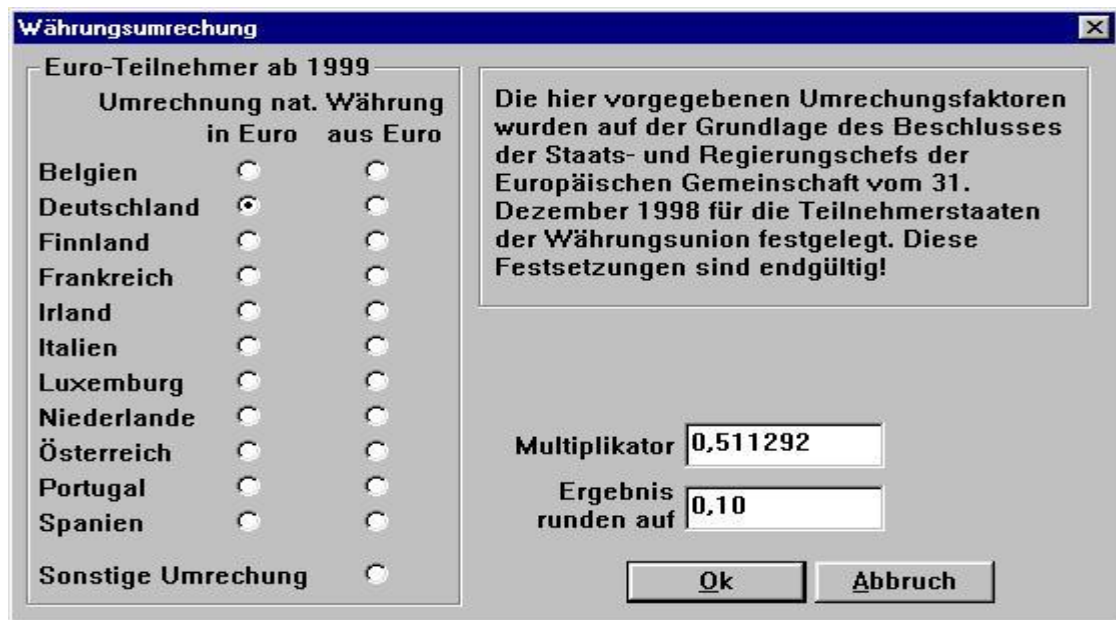 Währungsumrechung
Euro-Teilnehmer ab 1999
Umrechnung nat. Währung
in Euro aus Euro
Belgien
Deutschland
Finnland
Frankreich
Irland
Italien
Luxemburg
Niederlande
Österreich
Portugal
Spanien
Sonstige Umrechung
Die hier vorgegebenen Umrechungsfaktoren
wurden auf der Grundlage des Beschlusses
der Staats- und Regierungschefs der
Europäischen Gemeinschaft vom 31.
Dezember 1998 für die Teilnehmerstaaten
der Währungsunion festgelegt. Diese
Festsetzungen sind endgültig!
Multiplikator 0,511292
Ergebnis
runden auf 0,10
Ok Abbruch